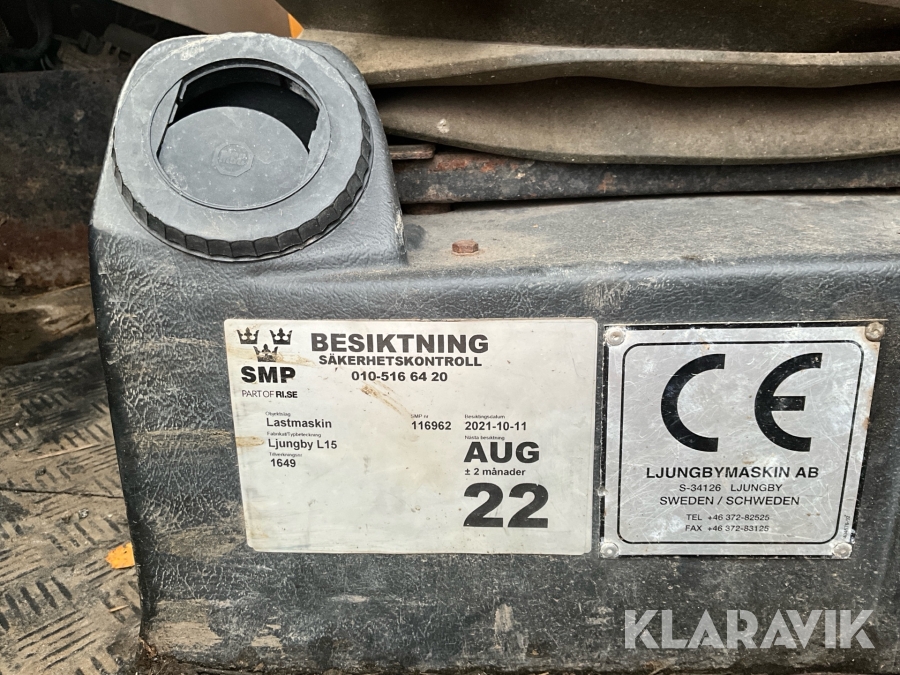 BESIKTNING
SÄKERHETSKONTROLL
010-516 64 20
SMP
PART OF RI.SE
Objektslag
Lastmaskin
Fabrikat/Typbeteckning
Ljungby L15
Tillverkningsnr
1649
SMP nr
116962
Besiktningsdatum
2021-10-11
Nästa besiktning
AUG
± 2 månader
22
CE
LJUNGBYMASKIN AB
S-34126 LJUNGBY
SWEDEN / SCHWEDEN
TEL +46 372-82525
FAX +46 372-83125
KLARAVIK